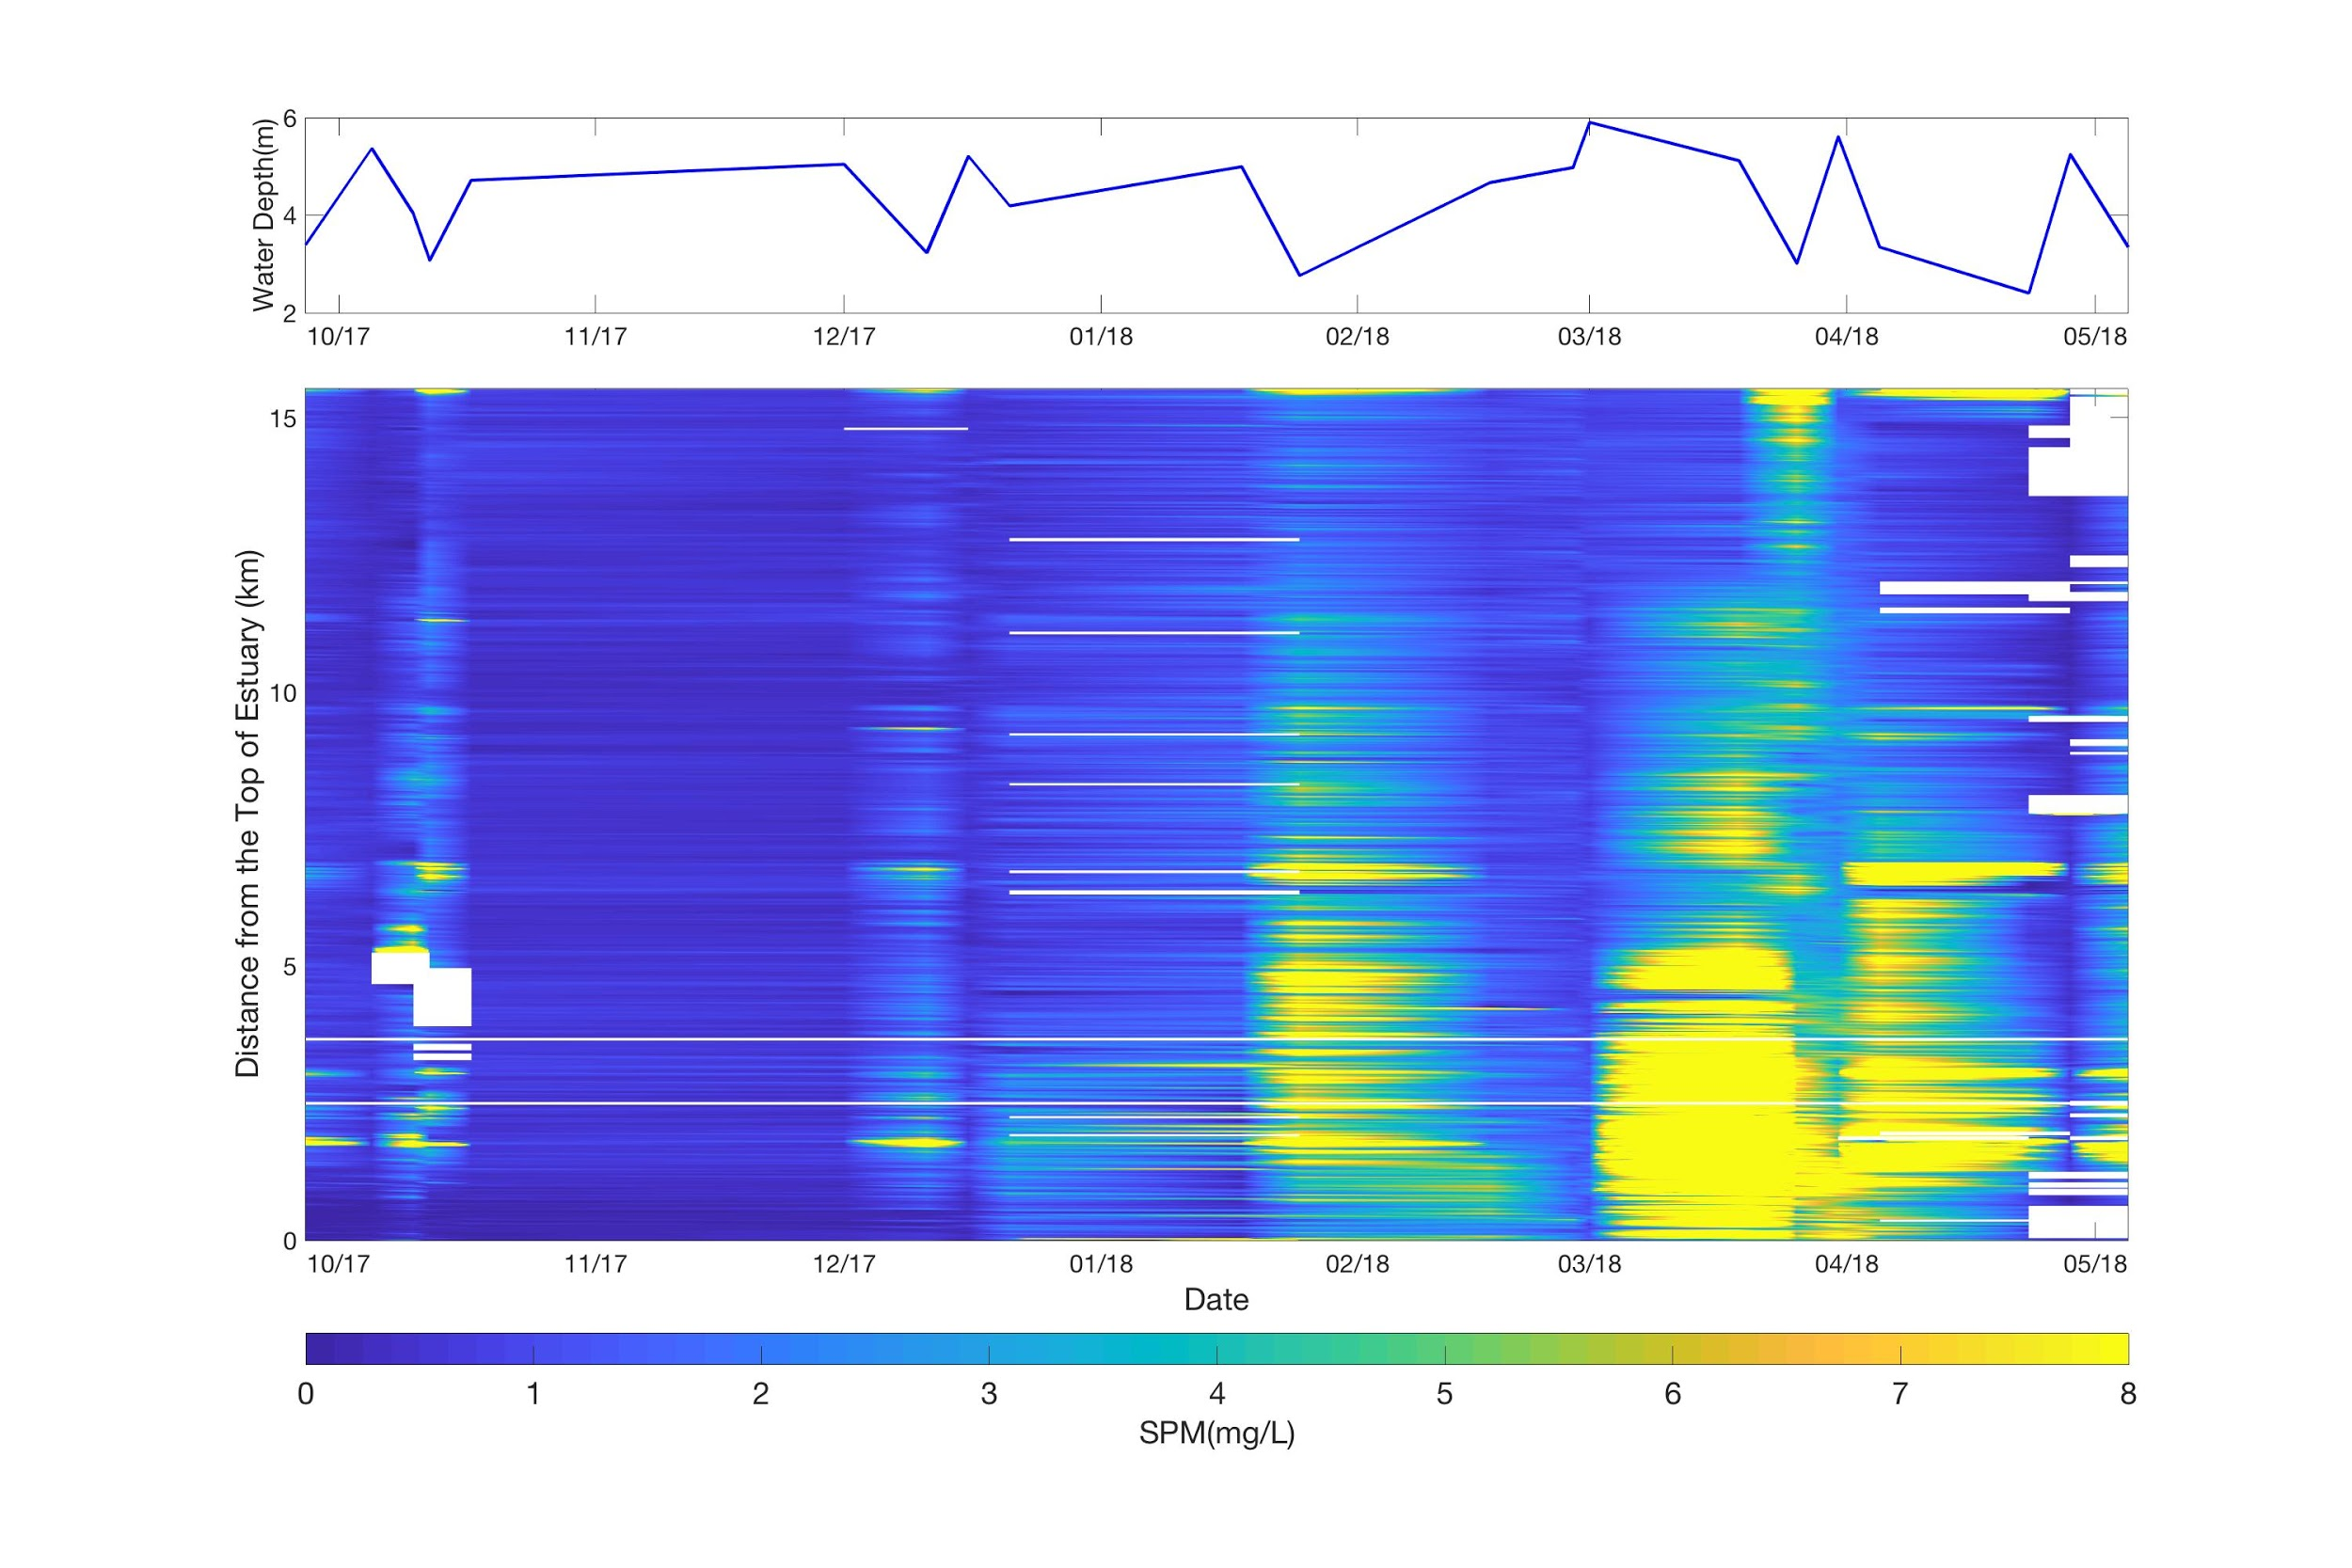 Water Depth(m)
6
4
2
10/17 11/17 12/17 01/18 02/18 03/18 04/18 05/18
Distance from the Top of Estuary (km)
15
10
5
0
10/17 11/17 12/17 01/18 02/18 03/18 04/18 05/18
Date
0 1 2 3 4 5 6 7 8
SPM(mg/L)